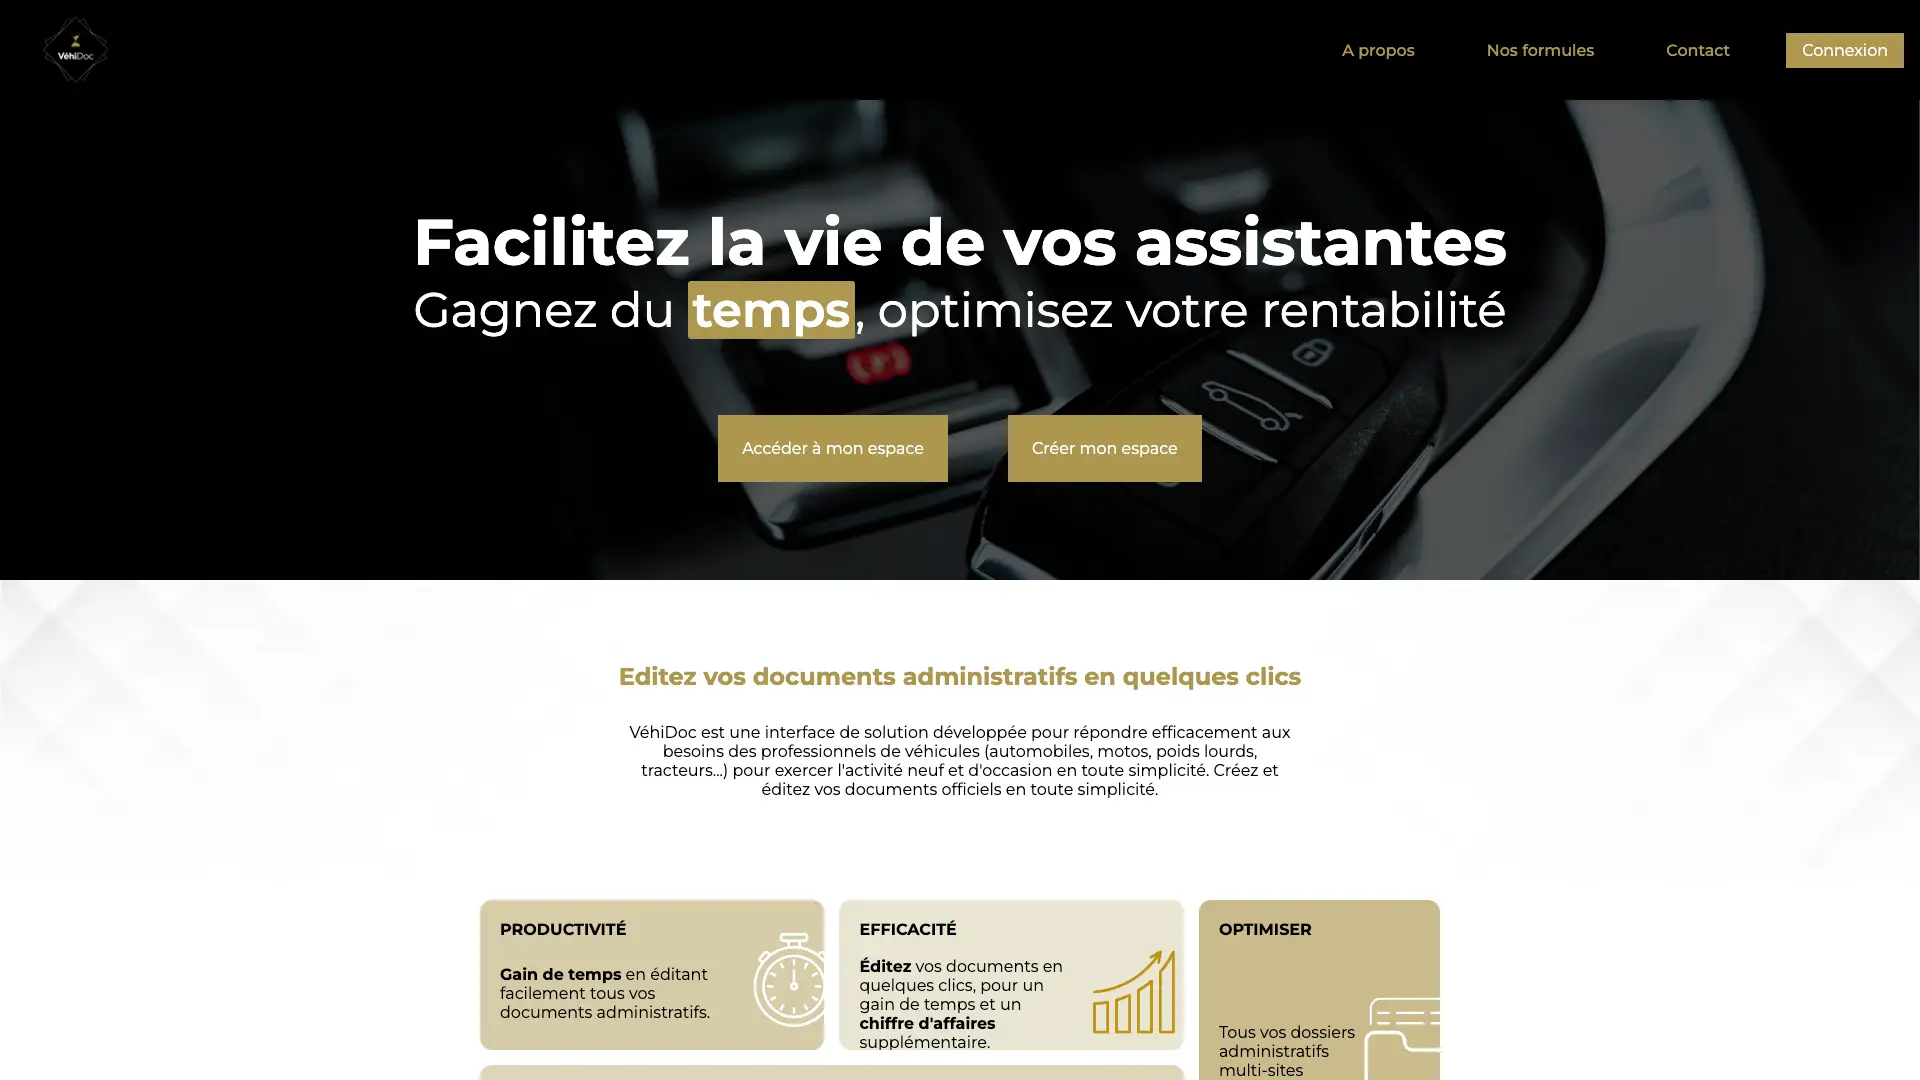 VéhiDoc
A propos
Nos formules
Contact
Connexion
Facilitez la vie de vos assistantes
Gagnez du temps, optimisez votre rentabilité
Accéder à mon espace
Créer mon espace
Editez vos documents administratifs en quelques clics
VéhiDoc est une interface de solution développée pour répondre efficacement aux
besoins des professionnels de véhicules (automobiles, motos, poids lourds,
tracteurs...) pour exercer l'activité neuf et d'occasion en toute simplicité. Créez et
éditez vos documents officiels en toute simplicité.
PRODUCTIVITÉ
Gain de temps en éditant
facilement tous vos
documents administratifs.
EFFICACITÉ
Éditez vos documents en
quelques clics, pour un
gain de temps et un
chiffre d'affaires
supplémentaire.
OPTIMISER
Tous vos dossiers
administratifs
multi-sites